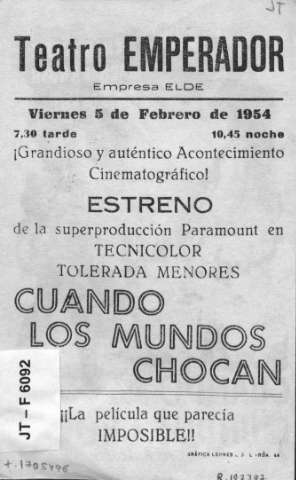 JT
Teatro EMPERADOR
Empresa ELDE
Viernes 5 de Febrero de 1954
7,30 tarde 10,45 noche
¡Grandioso y auténtico Acontecimiento
Cinematográfico!
ESTRENO
de la superproducción Paramount en
TECNICOLOR
TOLERADA MENORES
CUANDO
LOS MUNDOS
CHOCAN
JT - F 6092
¡¡La película que parecía
IMPOSIBLE!!
GRÁFICA